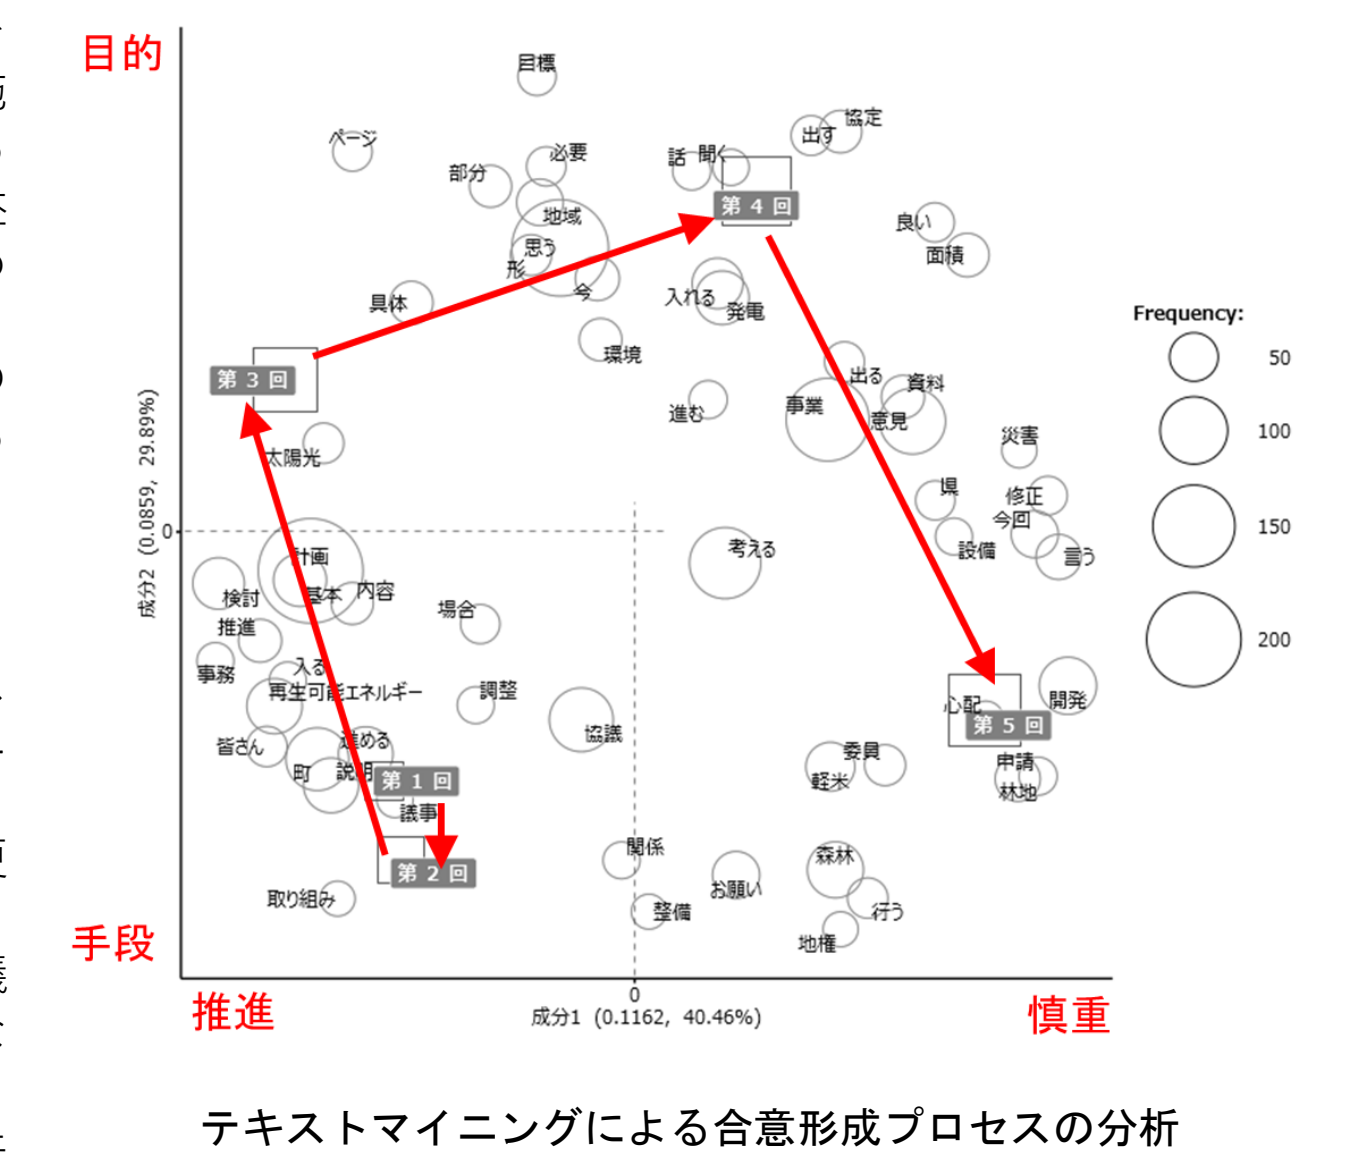 目的
目標
ページ
必要
部分
地域
思う
形
今
具体
環境
話
聞く
出す
協定
第 4 回
良い
面積
入れる
発電
第 3 回
太陽光
進む
出る
資料
事業
意見
災害
県
修正
今回
設備
言う
考える
計画
基本
内容
検討
推進
事務
入る
再生可能エネルギー
場合
調整
協議
皆さん
進める
町
説明
第 1 回
議事
第 2 回
取り組み
心配
開発
第 5 回
申請
林地
委員
軽米
関係
お願い
整備
森林
行う
地権
手段
推進
慎重
0
成分2 (0.0859, 29.89%)
0
成分1 (0.1162, 40.46%)
Frequency:
50
100
150
200
テキストマイニングによる合意形成プロセスの分析